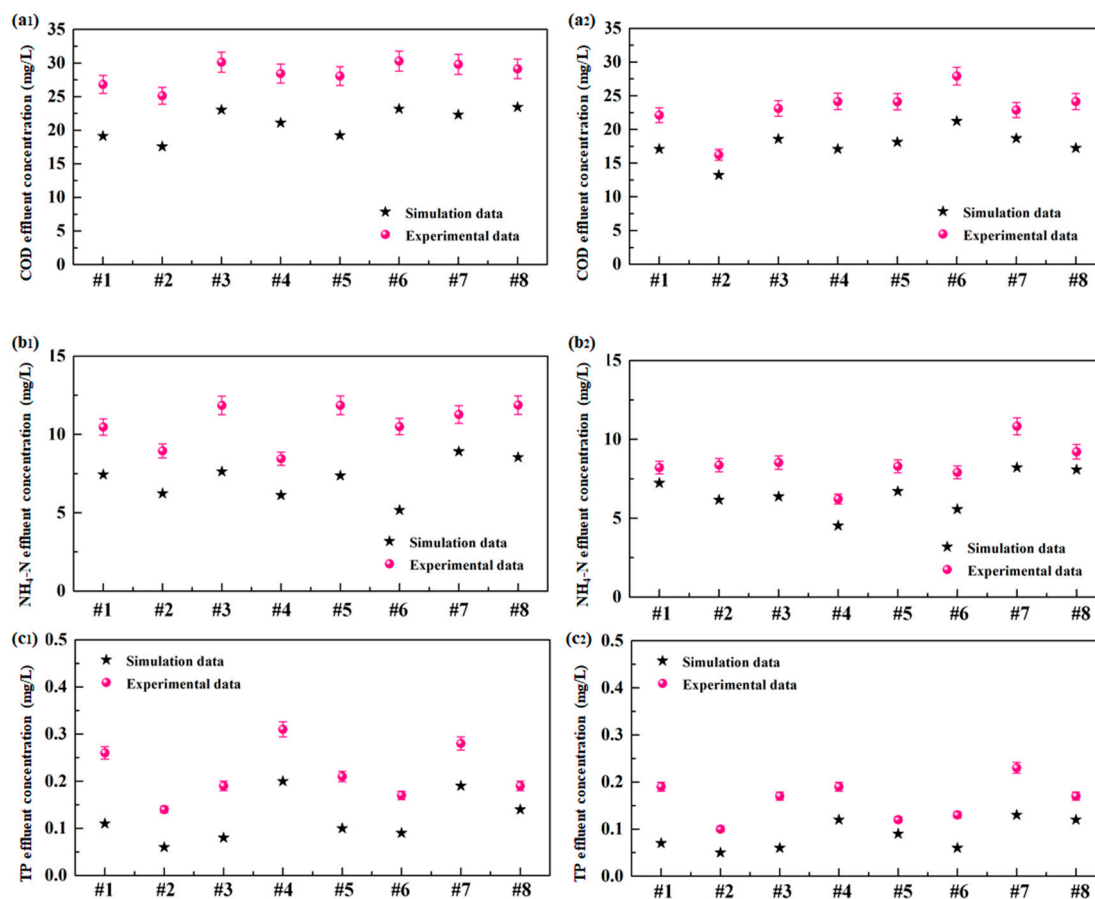 (a1)
COD effluent concentration (mg/L)
35
30
25
20
15
10
5
0
Simulation data
Experimental data
#1 #2 #3 #4 #5 #6 #7 #8
(a2)
COD effluent concentration (mg/L)
35
30
25
20
15
10
5
0
Simulation data
Experimental data
#1 #2 #3 #4 #5 #6 #7 #8
(b1)
NH4-N effluent concentration (mg/L)
15
10
5
0
Simulation data
Experimental data
#1 #2 #3 #4 #5 #6 #7 #8
(b2)
NH4-N effluent concentration (mg/L)
15
10
5
0
Simulation data
Experimental data
#1 #2 #3 #4 #5 #6 #7 #8
(c1)
TP effluent concentration (mg/L)
0.5
0.4
0.3
0.2
0.1
0.0
Simulation data
Experimental data
#1 #2 #3 #4 #5 #6 #7 #8
(c2)
TP effluent concentration (mg/L)
0.5
0.4
0.3
0.2
0.1
0.0
Simulation data
Experimental data
#1 #2 #3 #4 #5 #6 #7 #8